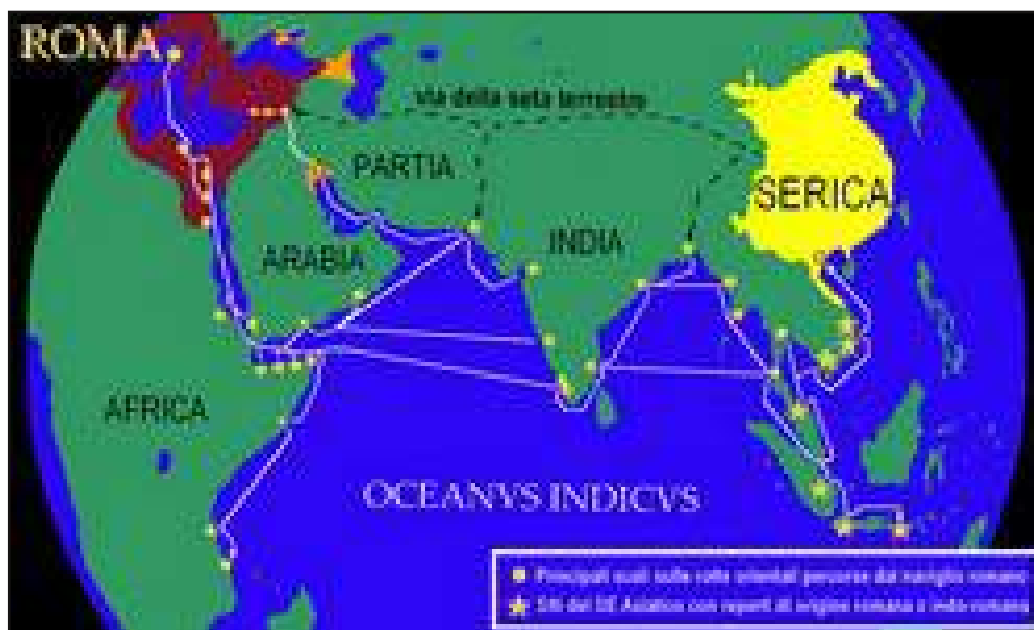 ROMA
via della seta terrestre
PARTIA
SERICA
INDIA
ARABIA
AFRICA
OCEANVS INDICVS
Principali scali sulle rotte orientali percorse dal naviglio romano
Siti del SE Asiatico con reperti di origine romana o indo-romana